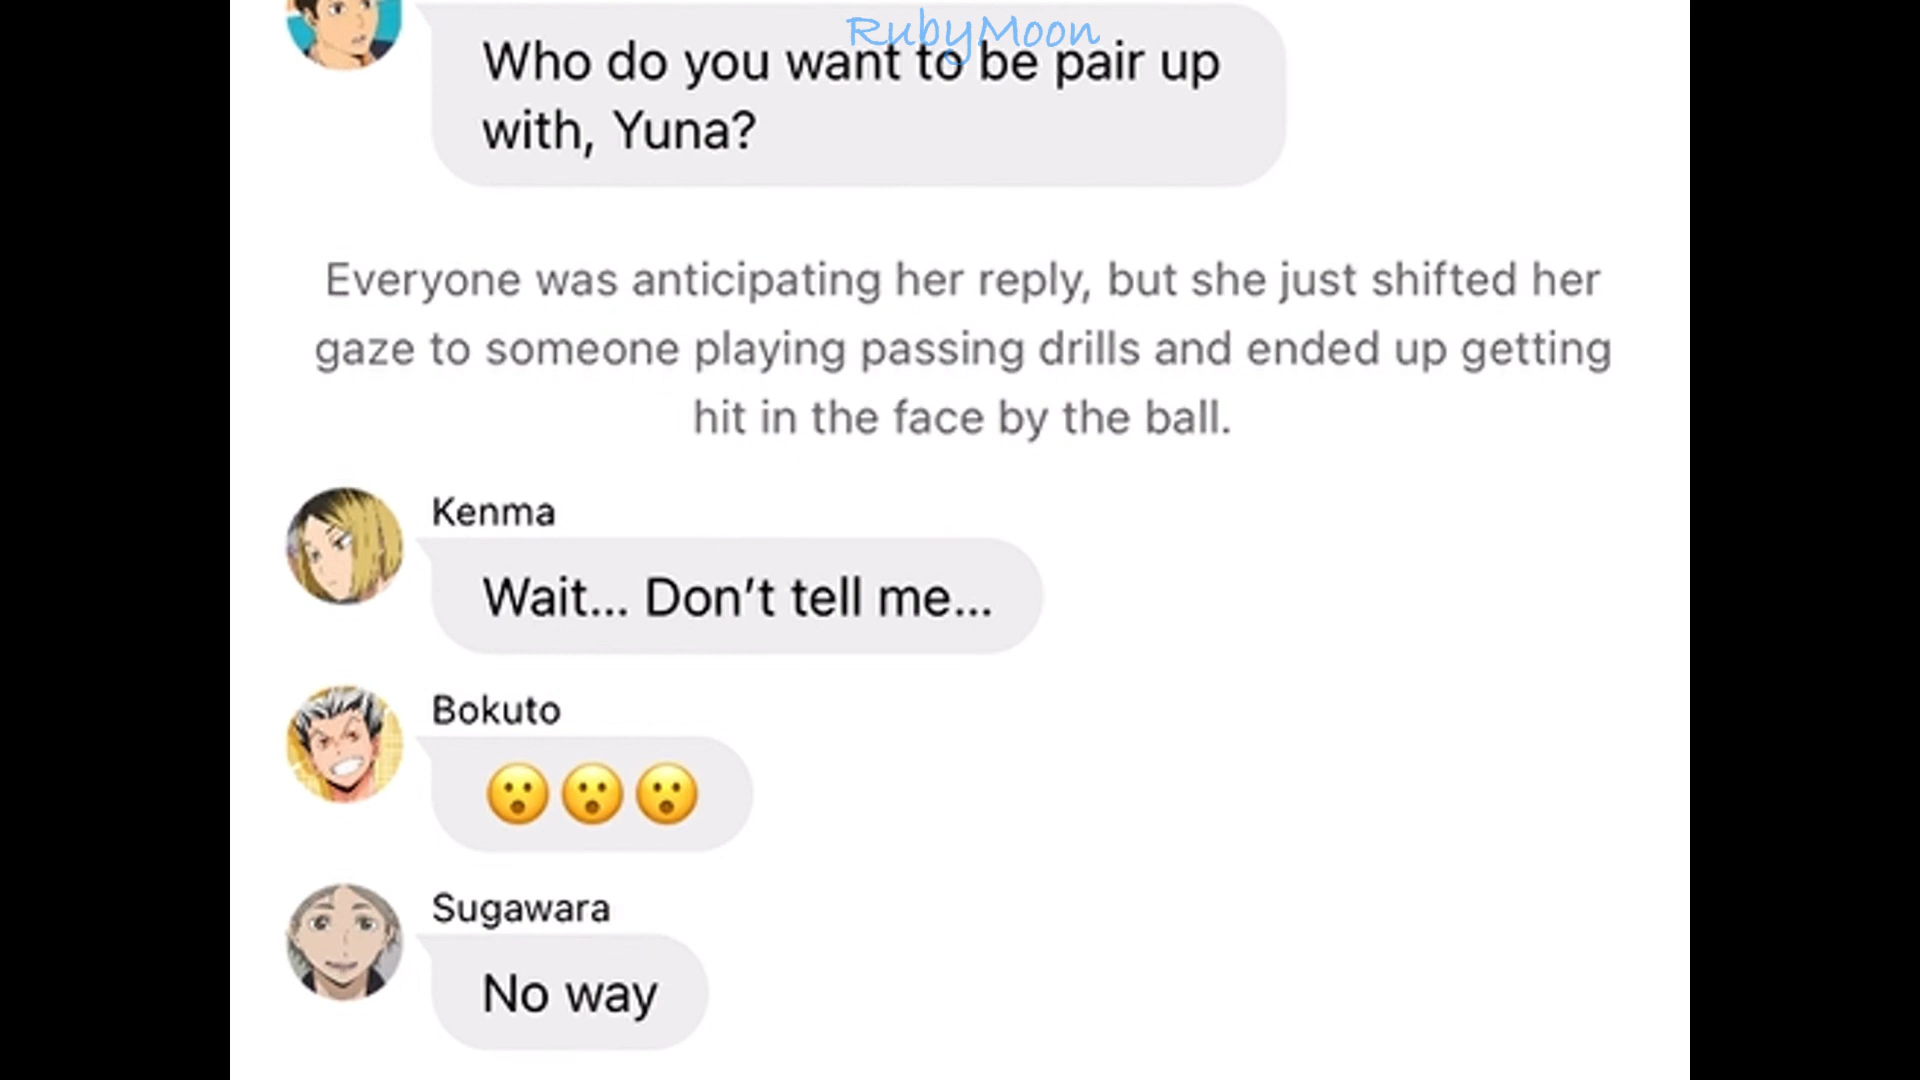 RubyMoon
Who do you want to be pair up
with, Yuna?
Everyone was anticipating her reply, but she just shifted her
gaze to someone playing passing drills and ended up getting
hit in the face by the ball.
Kenma
Wait... Don’t tell me...
Bokuto
😮😮😮
Sugawara
No way